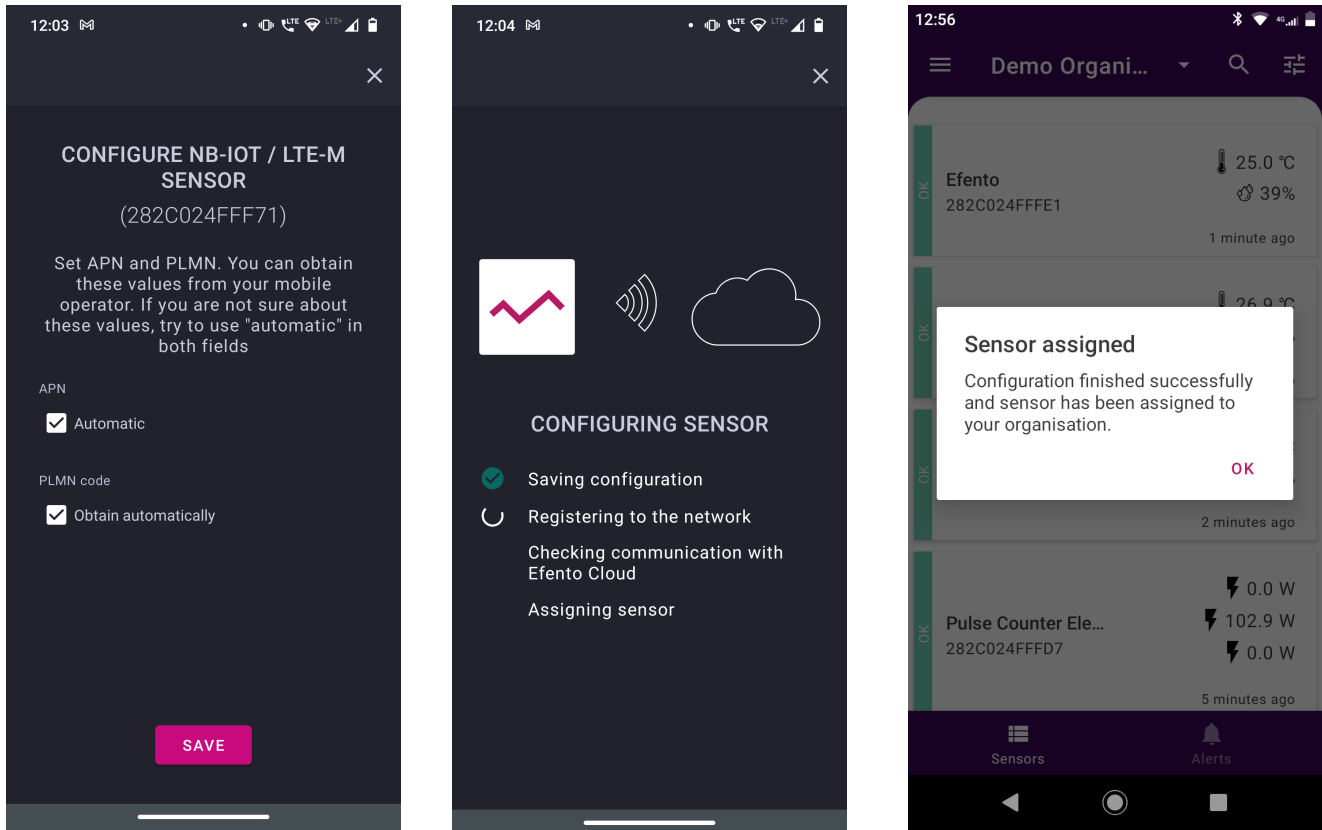 12:03
LTE LTE+
CONFIGURE NB-IOT / LTE-M
SENSOR
(282C024FFF71)
Set APN and PLMN. You can obtain
these values from your mobile
operator. If you are not sure about
these values, try to use "automatic" in
both fields
APN
Automatic
PLMN code
Obtain automatically
SAVE
12:04
LTE LTE+
CONFIGURING SENSOR
Saving configuration
Registering to the network
Checking communication with
Efento Cloud
Assigning sensor
12:56
4G
Demo Organi...
OK
Efento
282C024FFFE1
25.0 °C
39%
1 minute ago
OK
26.9 °C
Sensor assigned
Configuration finished successfully
and sensor has been assigned to
your organisation.
OK
OK
2 minutes ago
OK
Pulse Counter Ele...
282C024FFFD7
0.0 W
102.9 W
0.0 W
5 minutes ago
Sensors
Alerts